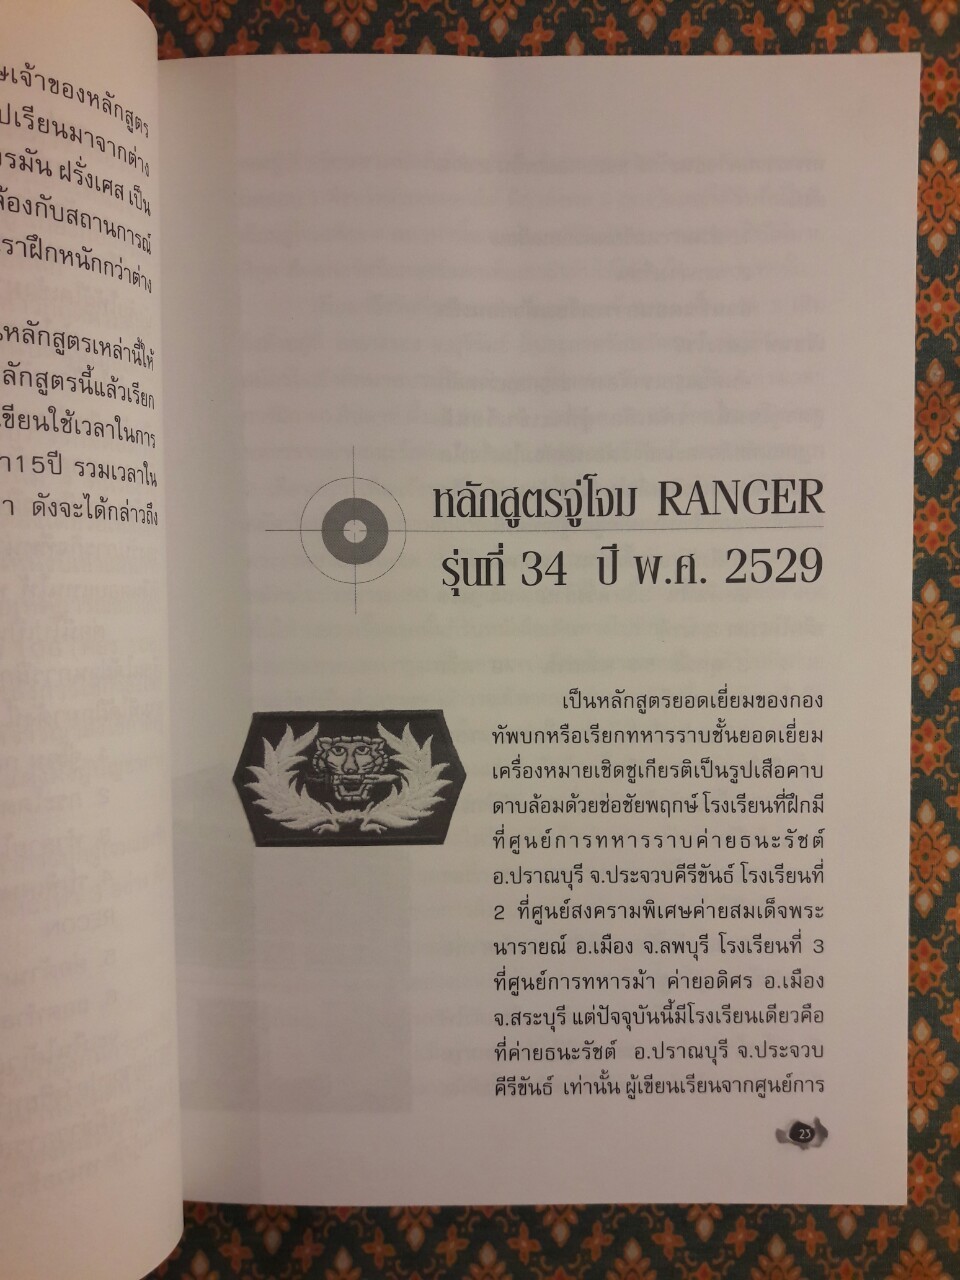 เจ้าของหลักสูตร
เรียนมาจากต่าง
ฝรั่งเศส เป็น
กับสถานการณ์
ราฝึกหนักกว่าต่าง
หลักสูตรเหล่านี้ให้
ลักสูตรนี้แล้วเรียก
เขียนใช้เวลาในการ
15ปี รวมเวลาใน
ดังจะได้กล่าวถึง
หลักสูตรจู่โจม RANGER
รุ่นที่ 34 ปี พ.ศ. 2529
เป็นหลักสูตรยอดเยี่ยมของกอง
ทัพบกหรือเรียกทหารราบชั้นยอดเยี่ยม
เครื่องหมายเชิดชูเกียรติเป็นรูปเสือคาบ
ดาบล้อมด้วยช่อชัยพฤกษ์ โรงเรียนที่ฝึกมี
ที่ศูนย์การทหารราบค่ายธนะรัชต์
อ.ปราณบุรี จ.ประจวบคีรีขันธ์ โรงเรียนที่
2 ที่ศูนย์สงครามพิเศษค่ายสมเด็จพระ
นารายณ์ อ.เมือง จ.ลพบุรี โรงเรียนที่ 3
ที่ศูนย์การทหารม้า ค่ายอดิศร อ.เมือง
จ.สระบุรี แต่ปัจจุบันนี้มีโรงเรียนเดียวคือ
ที่ค่ายธนะรัชต์ อ.ปราณบุรี จ.ประจวบ
คีรีขันธ์ เท่านั้น ผู้เขียนเรียนจากศูนย์การ
23